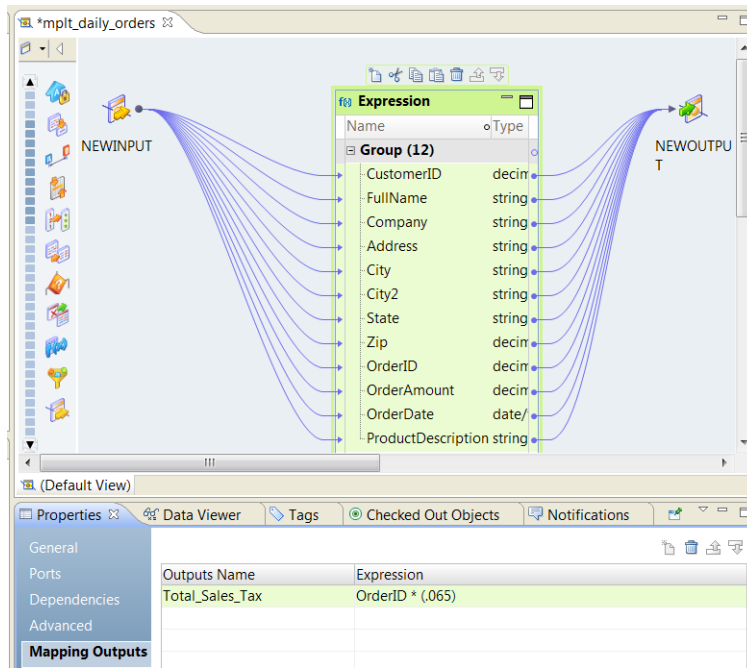 *mplt_daily_orders
NEWINPUT
f(x) Expression
Name Type
Group (12)
CustomerID decim
FullName string
Company string
Address string
City string
City2 string
State string
Zip decim
OrderID decim
OrderAmount decim
OrderDate date/
ProductDescription string
NEWOUTPU
T
(Default View)
Properties Data Viewer Tags Checked Out Objects Notifications
General
Ports
Dependencies
Advanced
Mapping Outputs
Outputs Name Expression
Total_Sales_Tax OrderID * (.065)